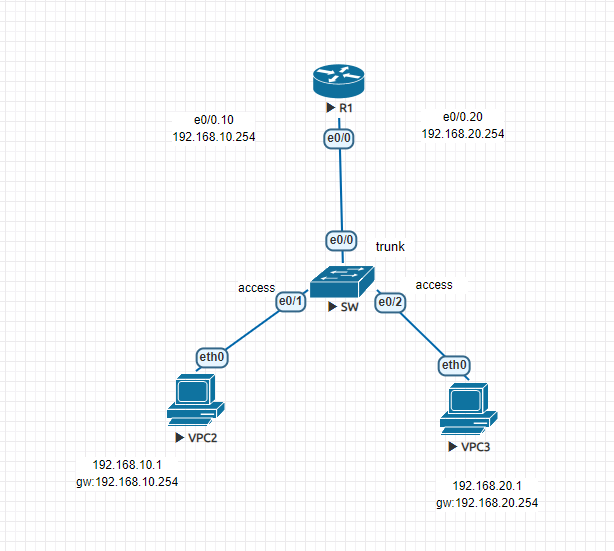 R1
e0/0.10
192.168.10.254
e0/0.20
192.168.20.254
e0/0
e0/0
trunk
access
access
e0/1
e0/2
SW
eth0
eth0
VPC2
VPC3
192.168.10.1
gw:192.168.10.254
192.168.20.1
gw:192.168.20.254